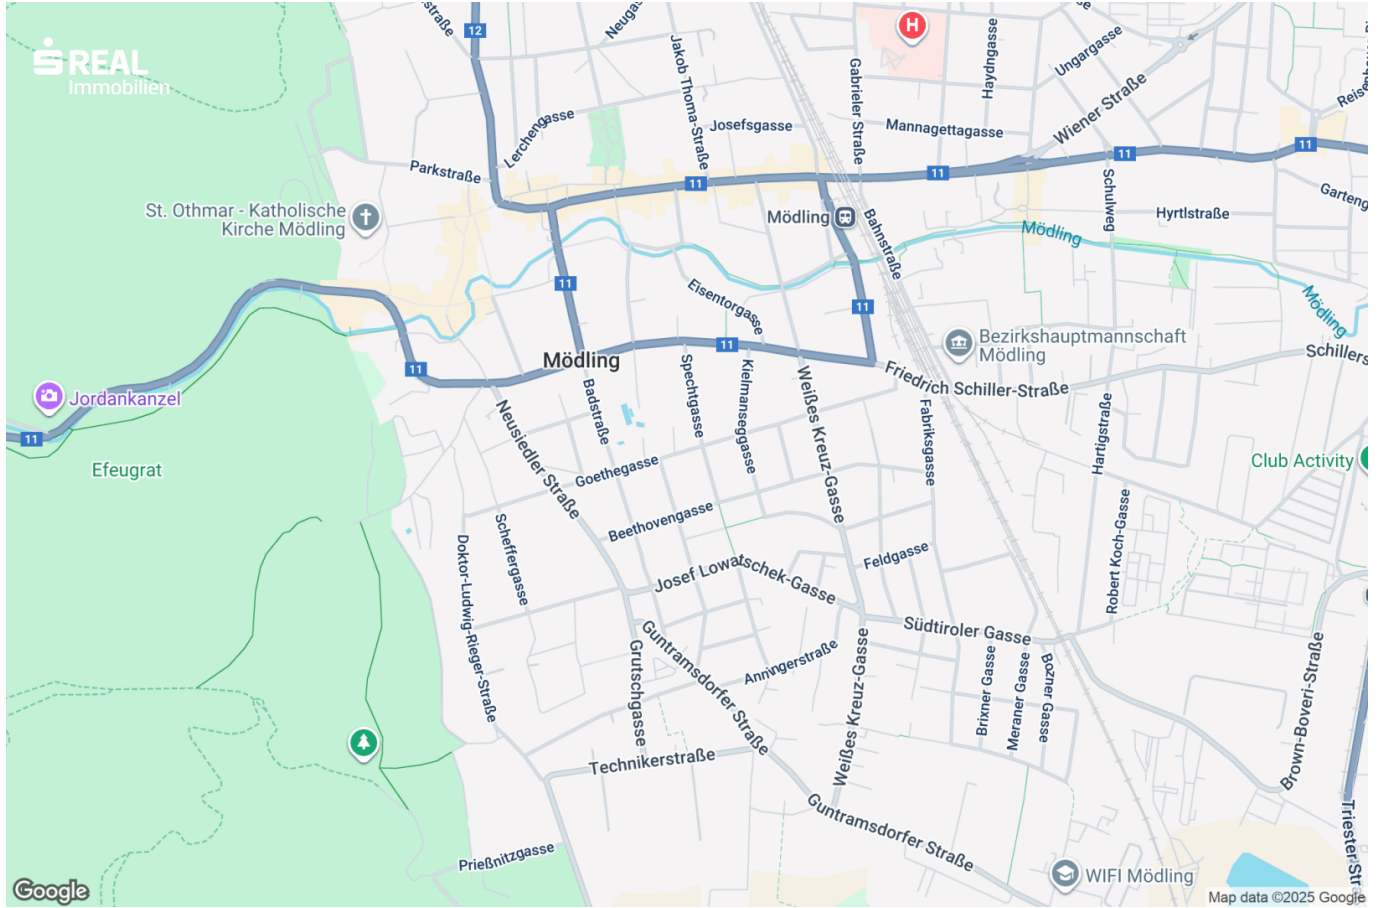 REAL
Immobilien
12
Neugasse
Jakob Thoma-Straße
Gabrieler Straße
H
Haydngasse
Ungargasse
Wiener Straße
Lerchengasse
Josefsgasse
Mannagettagasse
Parkstraße
11
11
11
11
St. Othmar - Katholische
Kirche Mödling
Mödling
Bahnstraße
Schulweg
Hyrtlstraße
Garteng
Mödling
Mödling
11
Eisentorgasse
11
11
Bezirkshauptmannschaft
Mödling
Schillers
Mödling
11
Friedrich Schiller-Straße
Jordankanzel
11
Efeugrat
Neusiedler Straße
Badstraße
Spechtgasse
Kielmanseggasse
Weißes Kreuz-Gasse
Fabriksgasse
Hartigstraße
Club Activity
Goethegasse
Beethovengasse
Scheffergasse
Doktor-Ludwig-Rieger-Straße
Feldgasse
Robert Koch-Gasse
Josef Lowatschek-Gasse
Südtiroler Gasse
Guntramsdorfer Straße
Grutschgasse
Anningerstraße
Weißes Kreuz-Gasse
Brixner Gasse
Meraner Gasse
Bozner Gasse
Brown-Boveri-Straße
Technikerstraße
Guntramsdorfer Straße
Triester Str
Prießnitzgasse
WIFI Mödling
Google
Map data ©2025 Google